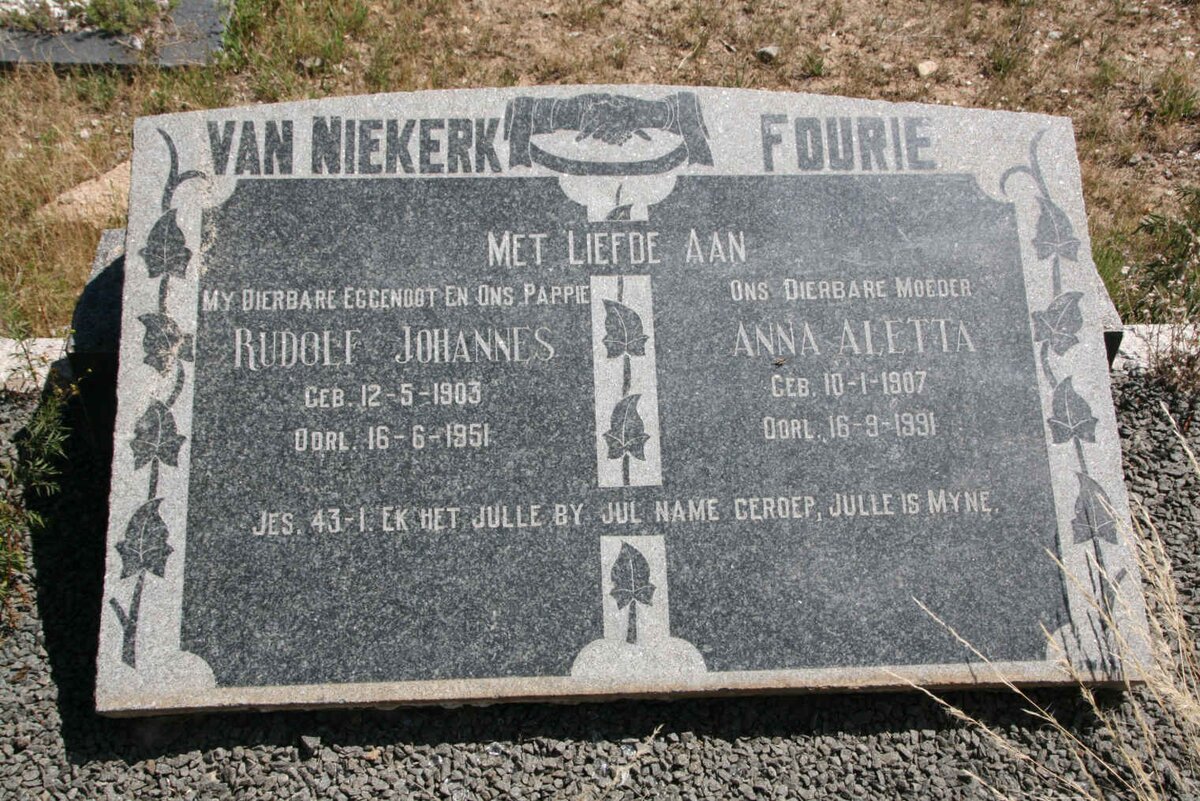 VAN NIEKERK FOURIE
MET LIEFDE AAN
MY DIERBARE EGGENOOT EN ONS PAPPIE
RUDOLF JOHANNES
GEB. 12-5-1903
OORL. 16-6-1951
ONS DIERBARE MOEDER
ANNA ALETTA
GEB. 10-1-1907
OORL. 16-9-1991
JES. 43-1. EK HET JULLE BY JUL NAME GEROEP, JULLE IS MYNE.